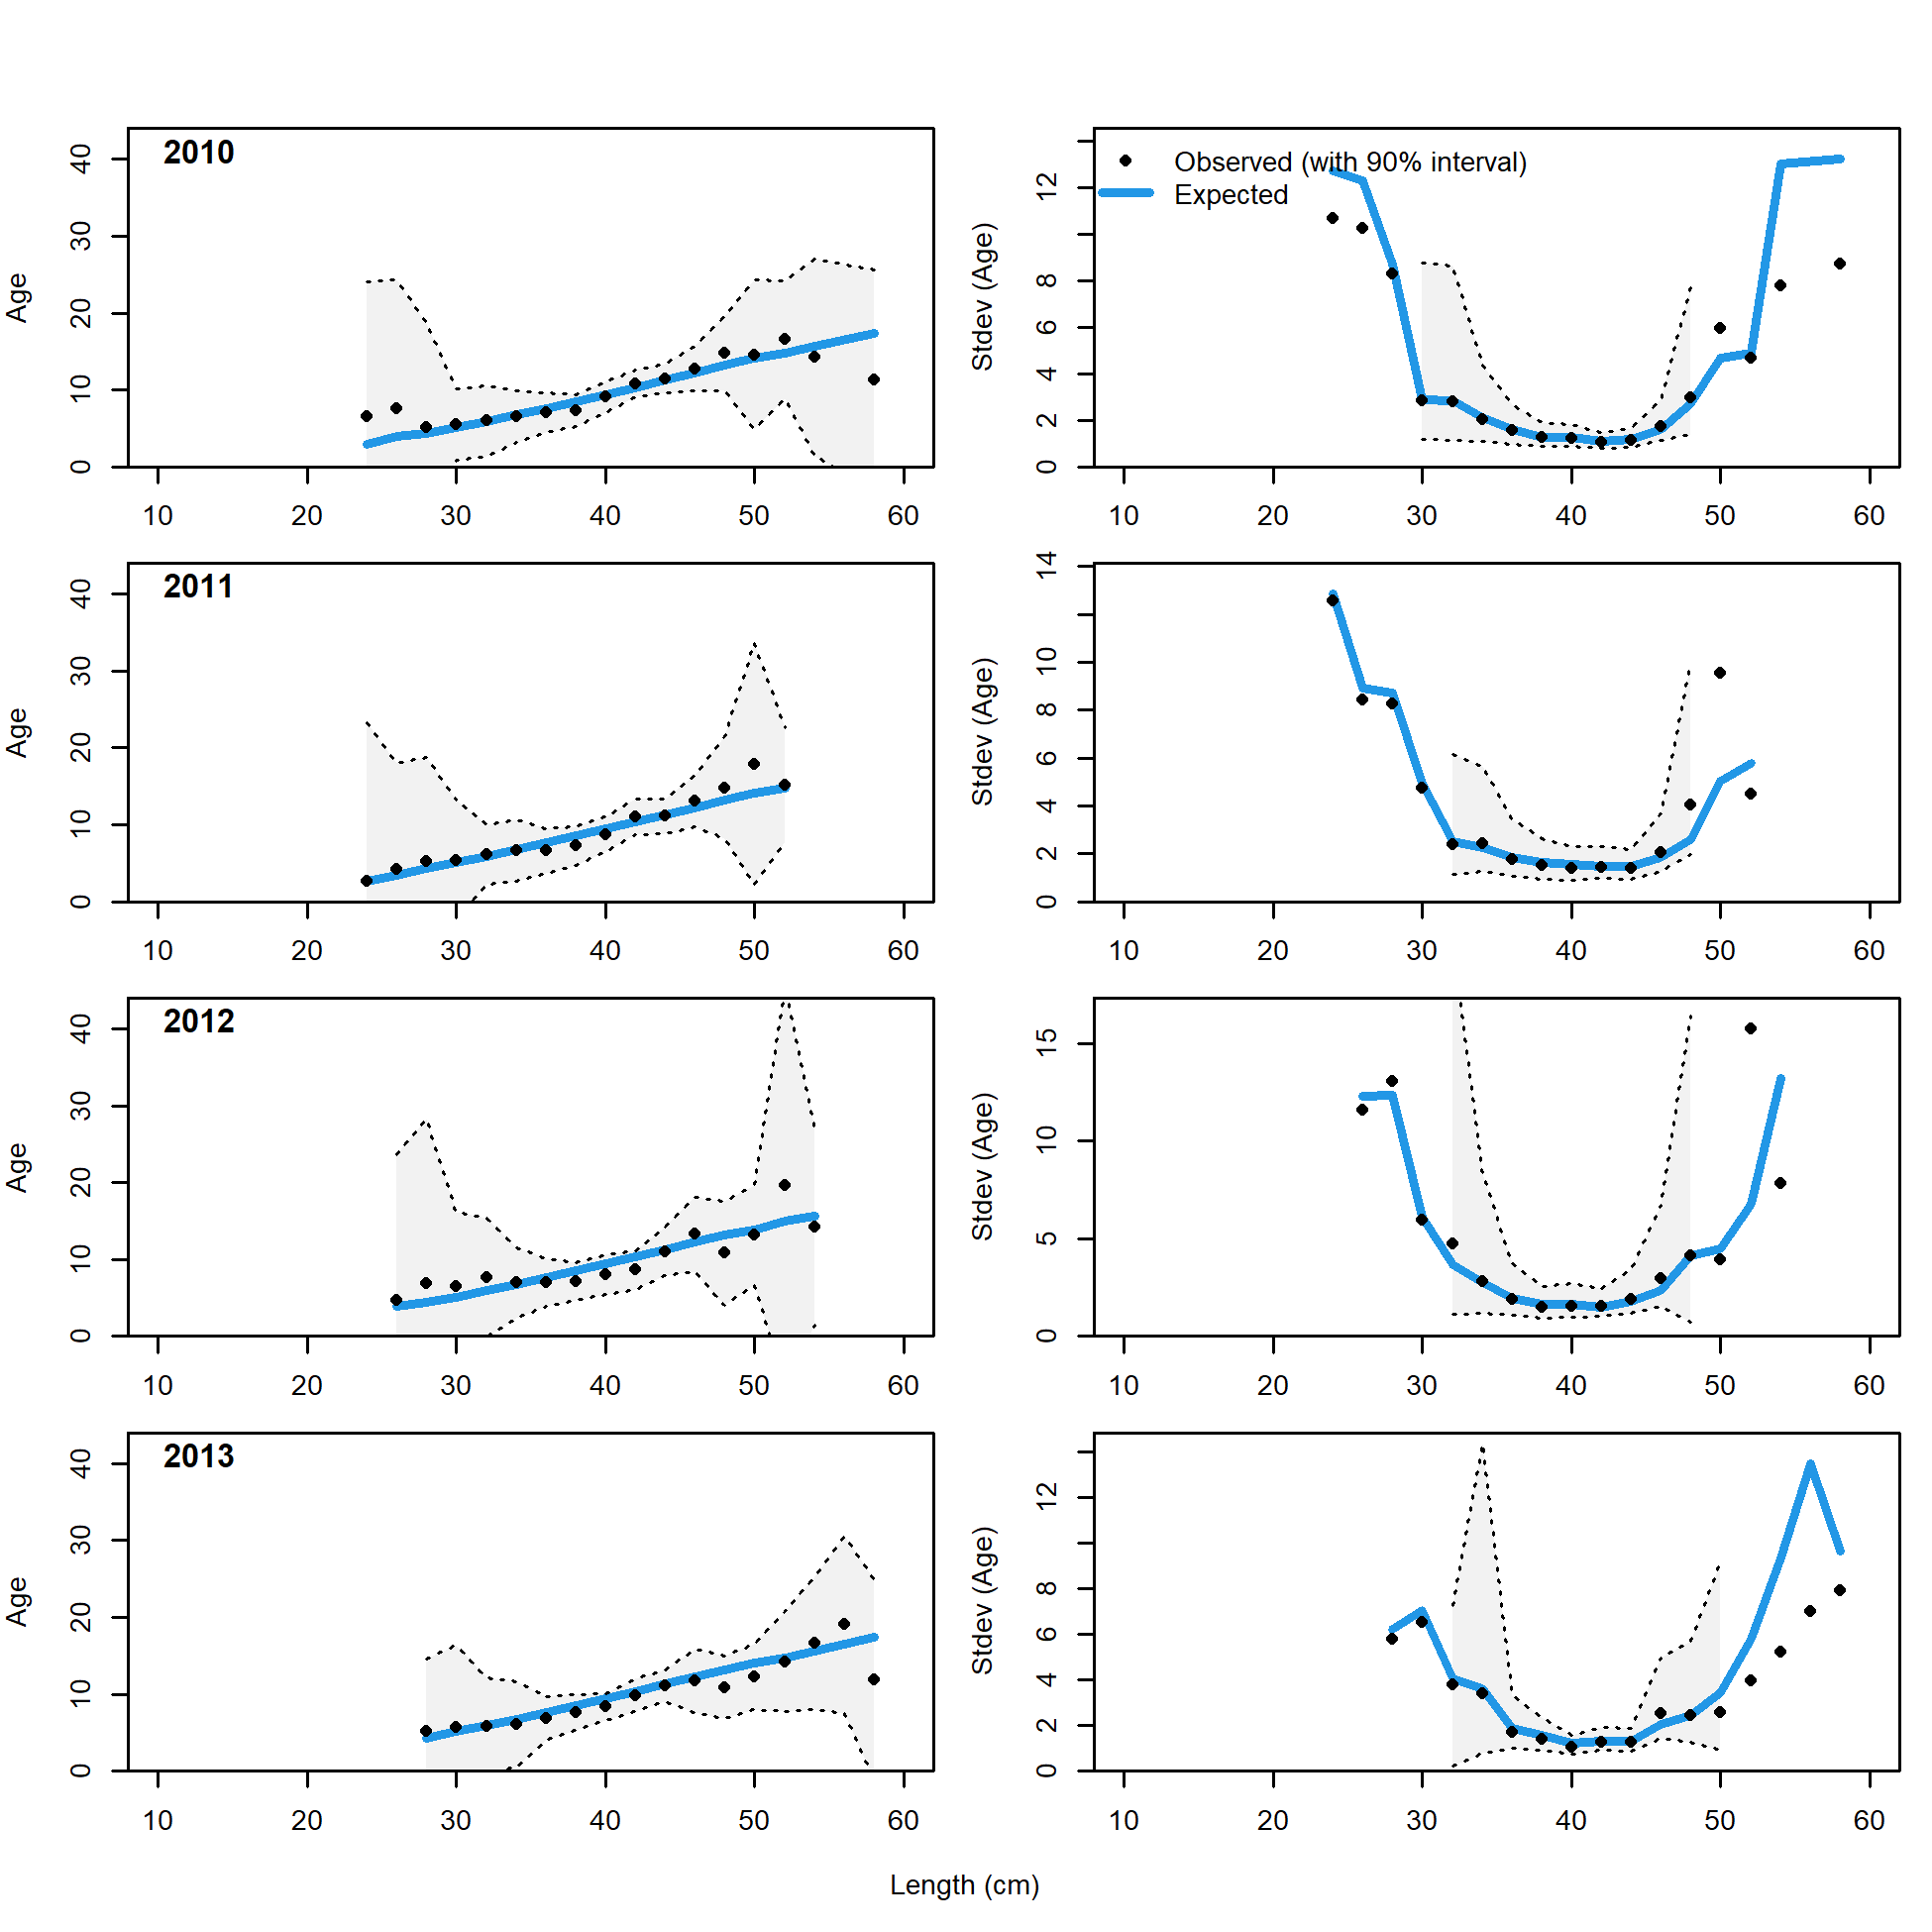 2010
Age
0 10 20 30 40
10 20 30 40 50 60
Observed (with 90% interval)
Expected
Stdev (Age)
0 2 4 6 8 12
10 20 30 40 50 60
2011
Age
0 10 20 30 40
10 20 30 40 50 60
Stdev (Age)
0 2 4 6 8 10 14
10 20 30 40 50 60
2012
Age
0 10 20 30 40
10 20 30 40 50 60
Stdev (Age)
0 5 10 15
10 20 30 40 50 60
2013
Age
0 10 20 30 40
10 20 30 40 50 60
Stdev (Age)
0 2 4 6 8 12
10 20 30 40 50 60
Length (cm)